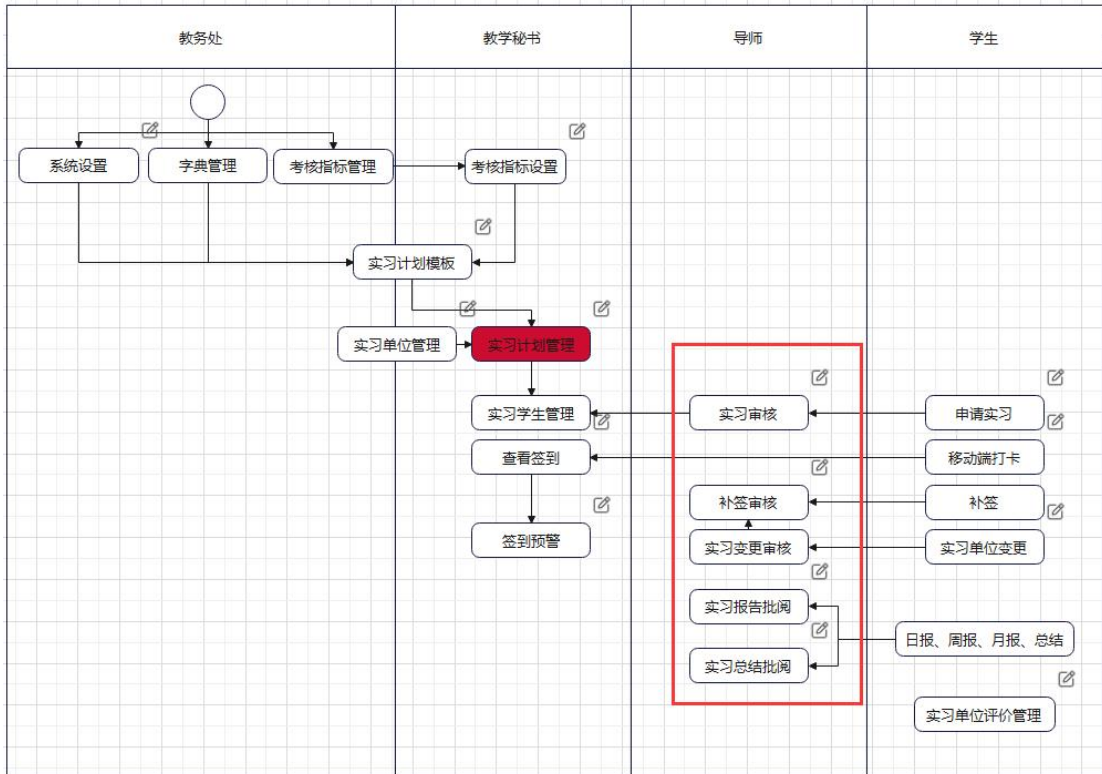 教务处
教学秘书
导师
学生
系统设置
字典管理
考核指标管理
考核指标设置
实习计划模板
实习单位管理
实习计划管理
实习学生管理
实习审核
申请实习
查看签到
移动端打卡
补签审核
补签
签到预警
实习变更审核
实习单位变更
实习报告批阅
日报、周报、月报、总结
实习总结批阅
实习单位评价管理